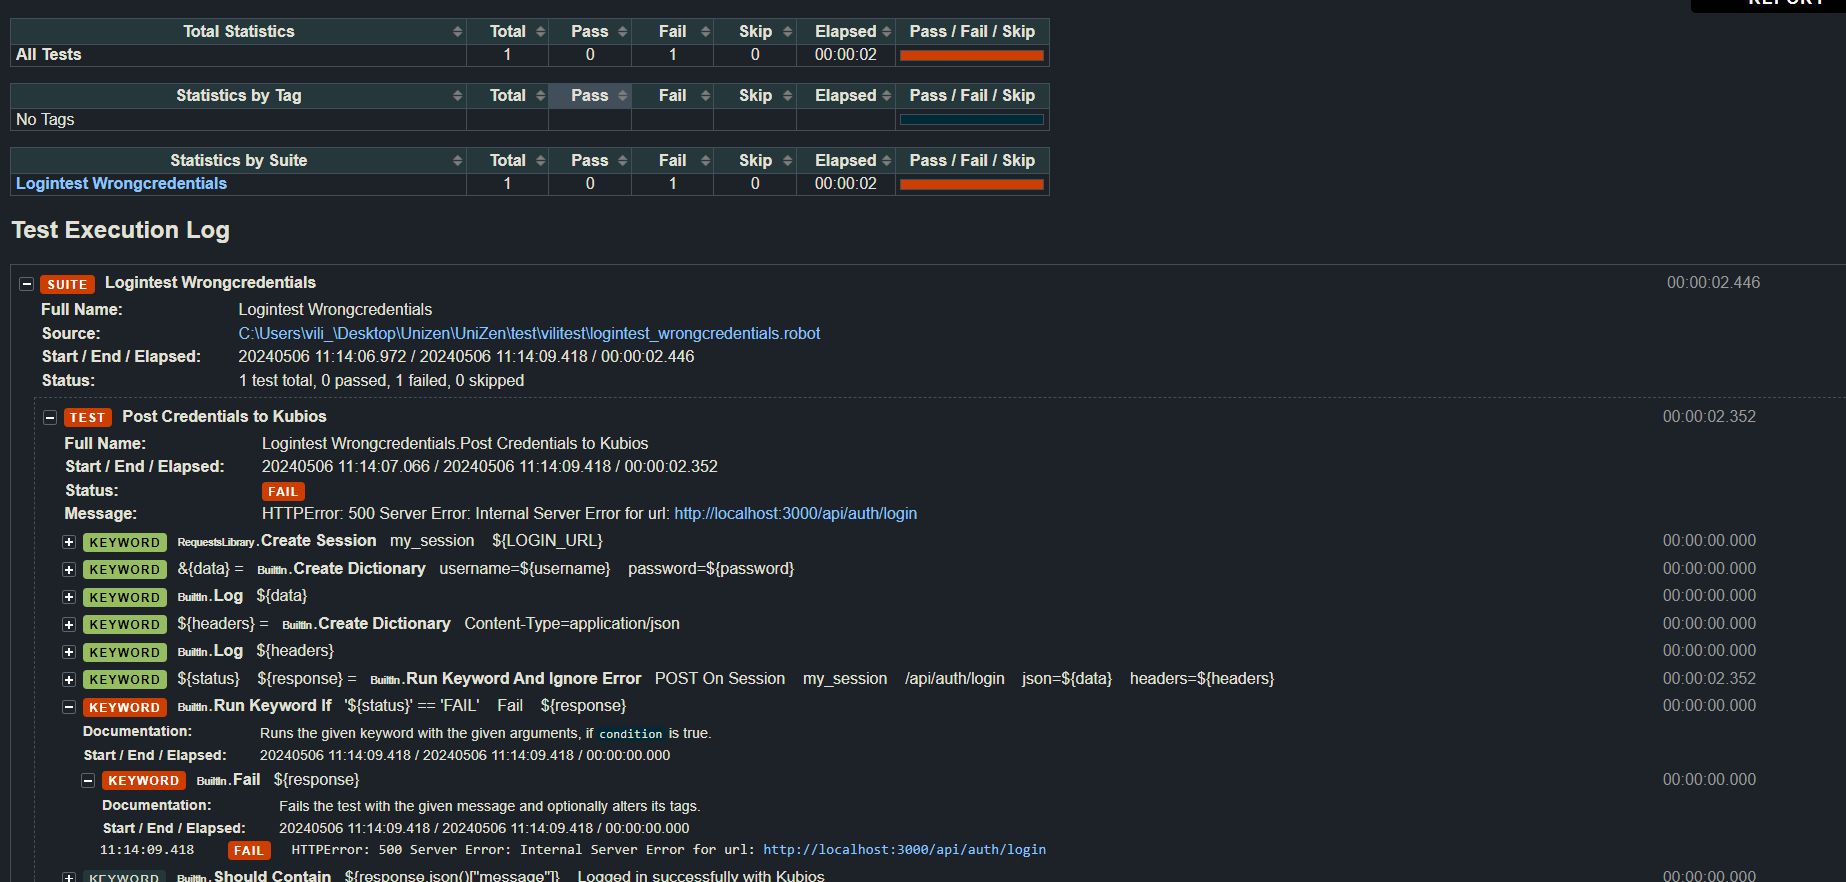 REPORT
Total Statistics Total Pass Fail Skip Elapsed Pass / Fail / Skip
All Tests 1 0 1 0 00:00:02
Statistics by Tag Total Pass Fail Skip Elapsed Pass / Fail / Skip
No Tags
Statistics by Suite Total Pass Fail Skip Elapsed Pass / Fail / Skip
Logintest Wrongcredentials 1 0 1 0 00:00:02
Test Execution Log
SUITE Logintest Wrongcredentials 00:00:02.446
Full Name: Logintest Wrongcredentials
Source: C:\Users\vili_\Desktop\Unizen\UniZen\test\vilitest\logintest_wrongcredentials.robot
Start / End / Elapsed: 20240506 11:14:06.972 / 20240506 11:14:09.418 / 00:00:02.446
Status: 1 test total, 0 passed, 1 failed, 0 skipped
TEST Post Credentials to Kubios 00:00:02.352
Full Name: Logintest Wrongcredentials.Post Credentials to Kubios
Start / End / Elapsed: 20240506 11:14:07.066 / 20240506 11:14:09.418 / 00:00:02.352
Status: FAIL
Message: HTTPError: 500 Server Error: Internal Server Error for url: http://localhost:3000/api/auth/login
KEYWORD RequestsLibrary.Create Session my_session ${LOGIN_URL} 00:00:00.000
KEYWORD &{data} = BuiltIn.Create Dictionary username=${username} password=${password} 00:00:00.000
KEYWORD BuiltIn.Log ${data} 00:00:00.000
KEYWORD ${headers} = BuiltIn.Create Dictionary Content-Type=application/json 00:00:00.000
KEYWORD BuiltIn.Log ${headers} 00:00:00.000
KEYWORD ${status} ${response} = BuiltIn.Run Keyword And Ignore Error POST On Session my_session /api/auth/login json=${data} headers=${headers} 00:00:02.352
KEYWORD BuiltIn.Run Keyword If '${status}' == 'FAIL' Fail ${response} 00:00:00.000
Documentation: Runs the given keyword with the given arguments, if condition is true.
Start / End / Elapsed: 20240506 11:14:09.418 / 20240506 11:14:09.418 / 00:00:00.000
KEYWORD BuiltIn.Fail ${response} 00:00:00.000
Documentation: Fails the test with the given message and optionally alters its tags.
Start / End / Elapsed: 20240506 11:14:09.418 / 20240506 11:14:09.418 / 00:00:00.000
11:14:09.418 FAIL HTTPError: 500 Server Error: Internal Server Error for url: http://localhost:3000/api/auth/login
KEYWORD BuiltIn.Should Contain ${response.json()["message"]} Logged in successfully with Kubios 00:00:00.000